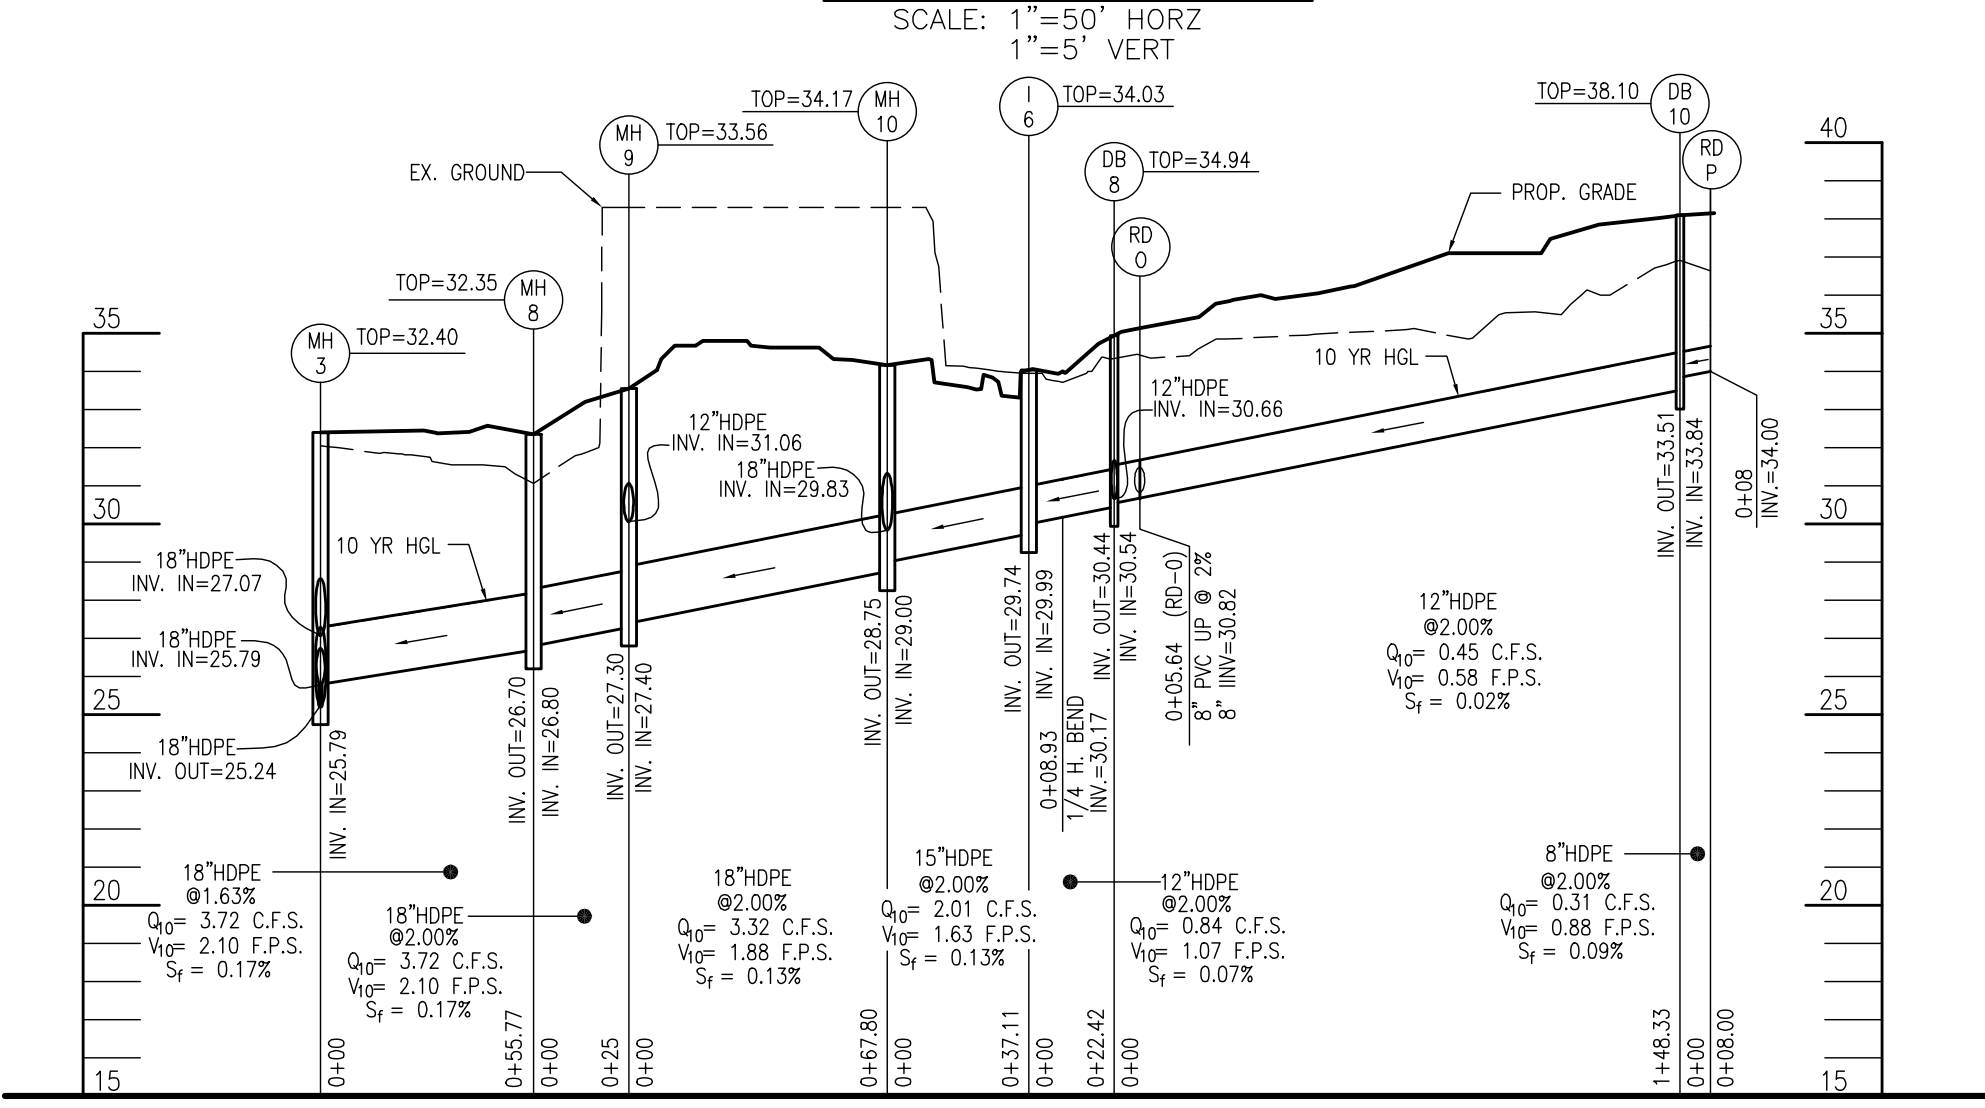 SCALE: 1"=50' HORZ
1"=5' VERT
MH
3
TOP=32.40
MH
8
TOP=32.35
MH
9
TOP=33.56
MH
10
TOP=34.17
I
6
TOP=34.03
DB
8
TOP=34.94
RD
O
DB
10
TOP=38.10
RD
P
EX. GROUND
PROP. GRADE
10 YR HGL
10 YR HGL
35
30
25
20
15
40
35
30
25
20
15
18"HDPE
INV. IN=27.07
18"HDPE
INV. IN=25.79
18"HDPE
INV. OUT=25.24
12"HDPE
INV. IN=31.06
18"HDPE
INV. IN=29.83
12"HDPE
INV. IN=30.66
INV. IN=25.79
INV. OUT=26.70
INV. IN=26.80
INV. OUT=27.30
INV. IN=27.40
INV. OUT=28.75
INV. IN=29.00
INV. OUT=29.74
INV. IN=29.99
0+08.93
1/4 H. BEND
INV.=30.17
INV. OUT=30.44
INV. IN=30.54
0+05.64 (RD-O)
8" PVC UP @ 2%
8" IINV=30.82
INV. OUT=33.51
INV. IN=33.84
0+08
INV.=34.00
18"HDPE
@1.63%
Q10= 3.72 C.F.S.
V10= 2.10 F.P.S.
Sf = 0.17%
18"HDPE
@2.00%
Q10= 3.72 C.F.S.
V10= 2.10 F.P.S.
Sf = 0.17%
18"HDPE
@2.00%
Q10= 3.32 C.F.S.
V10= 1.88 F.P.S.
Sf = 0.13%
15"HDPE
@2.00%
Q10= 2.01 C.F.S.
V10= 1.63 F.P.S.
Sf = 0.13%
12"HDPE
@2.00%
Q10= 0.84 C.F.S.
V10= 1.07 F.P.S.
Sf = 0.07%
12"HDPE
@2.00%
Q10= 0.45 C.F.S.
V10= 0.58 F.P.S.
Sf = 0.02%
8"HDPE
@2.00%
Q10= 0.31 C.F.S.
V10= 0.88 F.P.S.
Sf = 0.09%
0+00
0+55.77
0+00
0+25
0+00
0+67.80
0+00
0+37.11
0+00
0+22.42
0+00
1+48.33
0+00
0+08.00